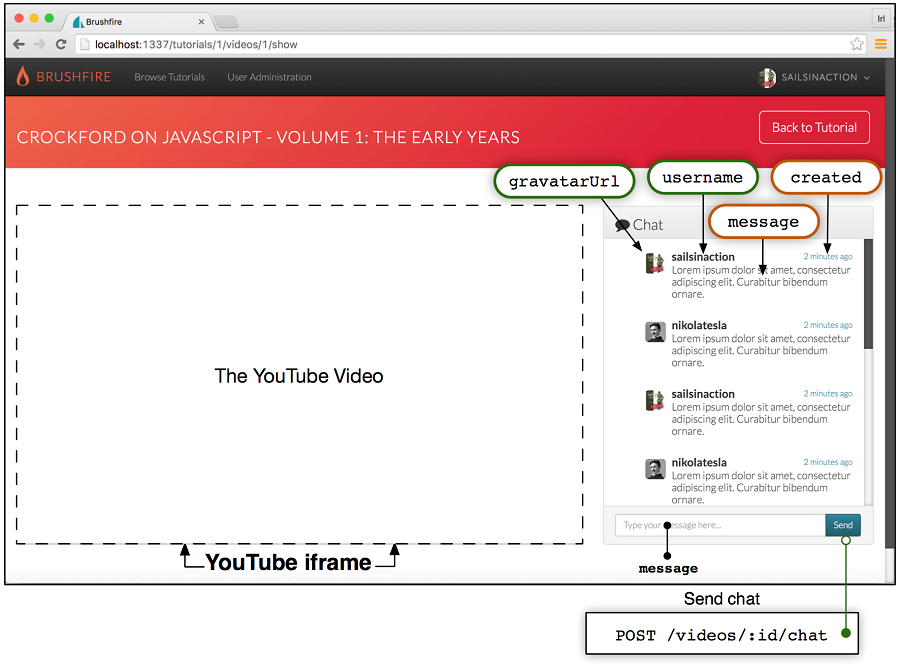 Brushfire
Irl
localhost:1337/tutorials/1/videos/1/show
BRUSHFIRE Browse Tutorials User Administration SAILSINACTION
CROCKFORD ON JAVASCRIPT - VOLUME 1: THE EARLY YEARS
Back to Tutorial
gravatarUrl
username
created
message
Chat
sailsinaction 2 minutes ago
Lorem ipsum dolor sit amet, consectetur
adipiscing elit. Curabitur bibendum
ornare.
nikolatesla 2 minutes ago
Lorem ipsum dolor sit amet, consectetur
adipiscing elit. Curabitur bibendum
ornare.
sailsinaction 2 minutes ago
Lorem ipsum dolor sit amet, consectetur
adipiscing elit. Curabitur bibendum
ornare.
nikolatesla 2 minutes ago
Lorem ipsum dolor sit amet, consectetur
adipiscing elit. Curabitur bibendum
ornare.
The YouTube Video
Type your message here...
Send
YouTube iframe
message
Send chat
POST /videos/:id/chat